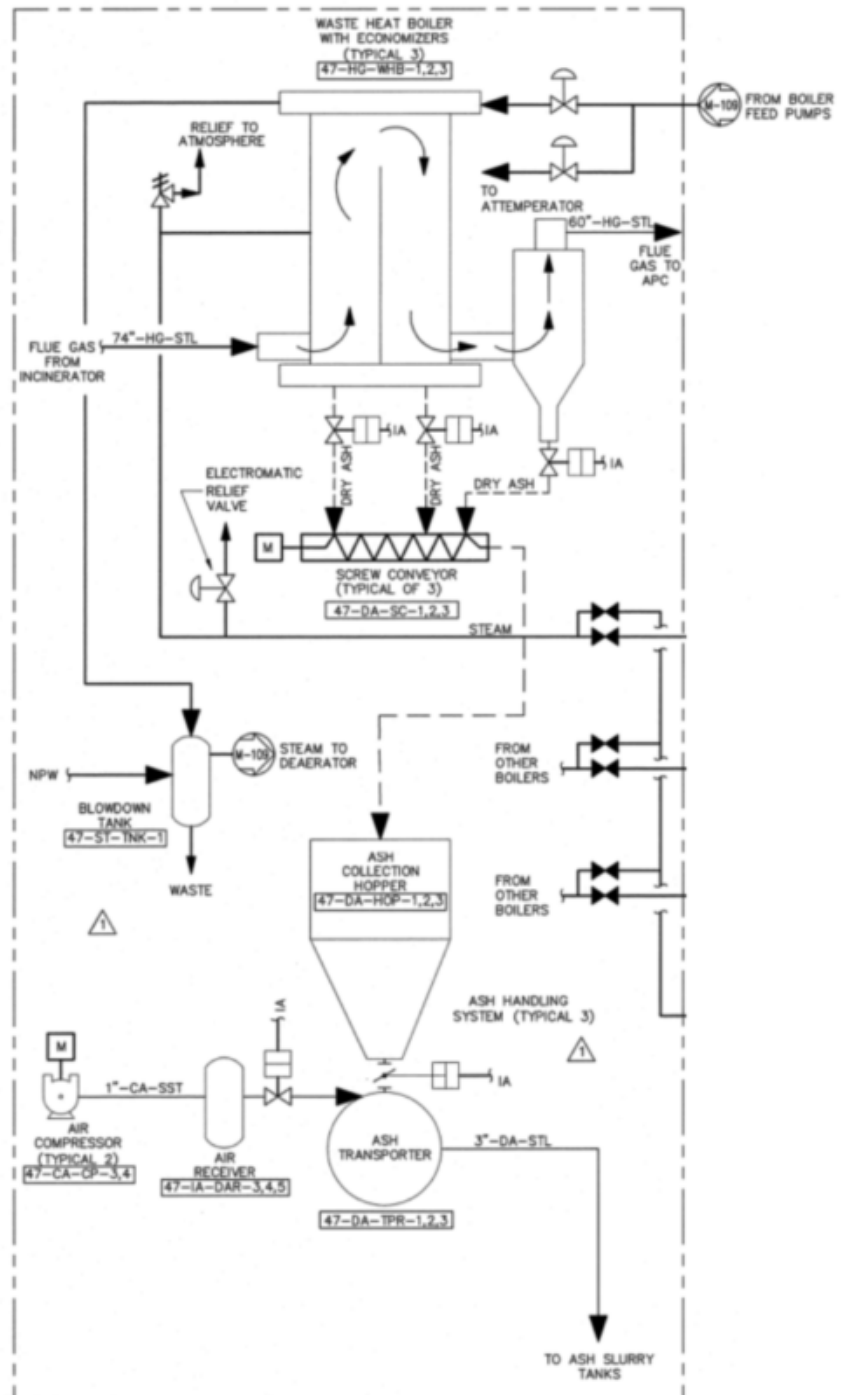 WASTE HEAT BOILER
WITH ECONOMIZERS
(TYPICAL 3)
47-HG-WHB-1,2,3
RELIEF TO
ATMOSPHERE
M-109
FROM BOILER
FEED PUMPS
TO
ATTEMPERATOR
60"-HG-STL
FLUE
GAS TO
APC
74"-HG-STL
FLUE GAS
FROM
INCINERATOR
IA
IA
IA
DRY ASH
DRY ASH
DRY ASH
ELECTROMATIC
RELIEF
VALVE
M
SCREW CONVEYOR
(TYPICAL OF 3)
47-DA-SC-1,2,3
STEAM
M-109
STEAM TO
DEAERATOR
NPW
BLOWDOWN
TANK
47-ST-TNK-1
WASTE
FROM
OTHER
BOILERS
FROM
OTHER
BOILERS
ASH
COLLECTION
HOPPER
47-DA-HOP-1,2,3
1
ASH HANDLING
SYSTEM (TYPICAL 3)
1
IA
IA
M
1"-CA-SST
AIR
COMPRESSOR
(TYPICAL 2)
47-CA-CP-3,4
AIR
RECEIVER
47-IA-DAR-3,4,5
ASH
TRANSPORTER
47-DA-TPR-1,2,3
3"-DA-STL
TO ASH SLURRY
TANKS